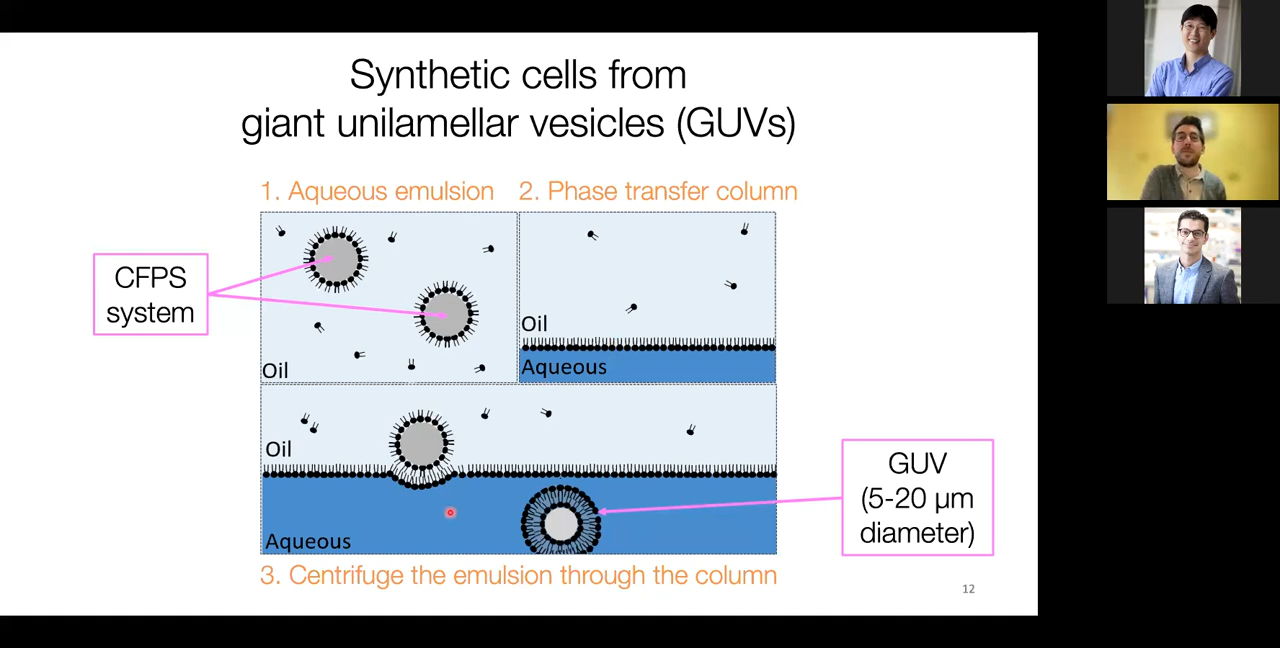 Synthetic cells from
giant unilamellar vesicles (GUVs)
1. Aqueous emulsion
2. Phase transfer column
CFPS
system
Oil
Oil
Aqueous
Oil
Aqueous
GUV
(5-20 µm
diameter)
3. Centrifuge the emulsion through the column
12